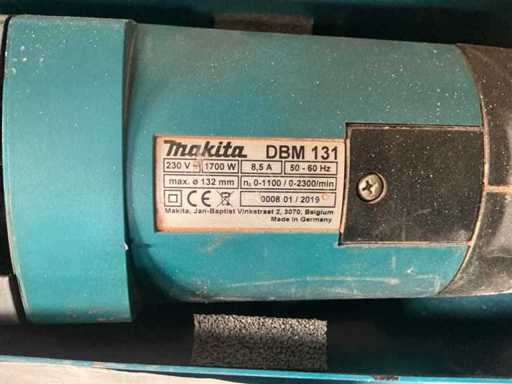 makita DBM 131
230 V~ 1700 W 8,5 A 50 - 60 Hz
max. ø 132 mm n₀ 0-1100 / 0-2300/min
CE 0008 01 / 2019
Makita, Jan-Baptist Vinkstraat 2, 3070, Belgium
Made in Germany